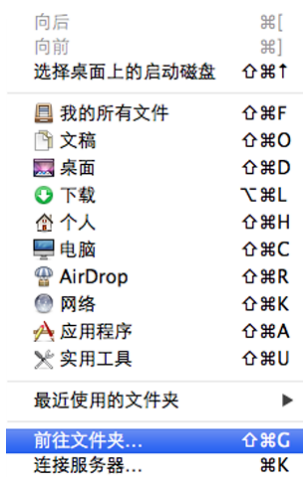 向后 ⌘[
向前 ⌘]
选择桌面上的启动磁盘 ⇧⌘↑
我的所有文件 ⇧⌘F
文稿 ⇧⌘O
桌面 ⇧⌘D
下载 ⌥⌘L
个人 ⇧⌘H
电脑 ⇧⌘C
AirDrop ⇧⌘R
网络 ⇧⌘K
应用程序 ⇧⌘A
实用工具 ⇧⌘U
最近使用的文件夹 ▶
前往文件夹... ⇧⌘G
连接服务器... ⌘K